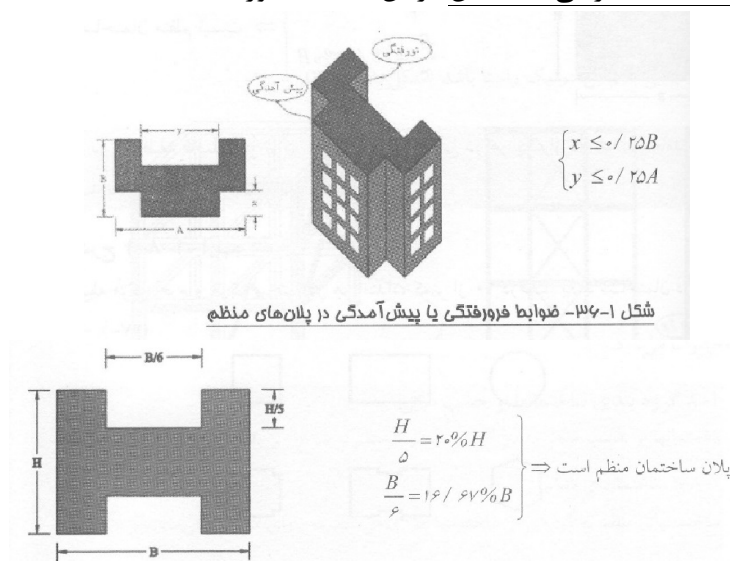 تورفتگی
پیش آمدگی
y
B
x
A
x ≤ ۰/۲۵B
y ≤ ۰/۲۵A
شکل ۱-۳۶- ضوابط فرورفتگی یا پیش‌آمدگی در پلان‌های منظم
B/6
H/5
H
B
H/۵ = ۲۰%H
B/۶ = ۱۶/۶۷%B
⇒ پلان ساختمان منظم است